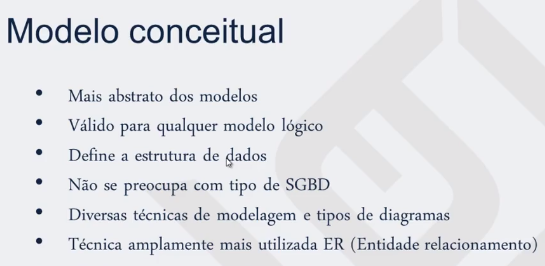 Modelo conceitual
• Mais abstrato dos modelos
• Válido para qualquer modelo lógico
• Define a estrutura de dados
• Não se preocupa com tipo de SGBD
• Diversas técnicas de modelagem e tipos de diagramas
• Técnica amplamente mais utilizada ER (Entidade relacionamento)